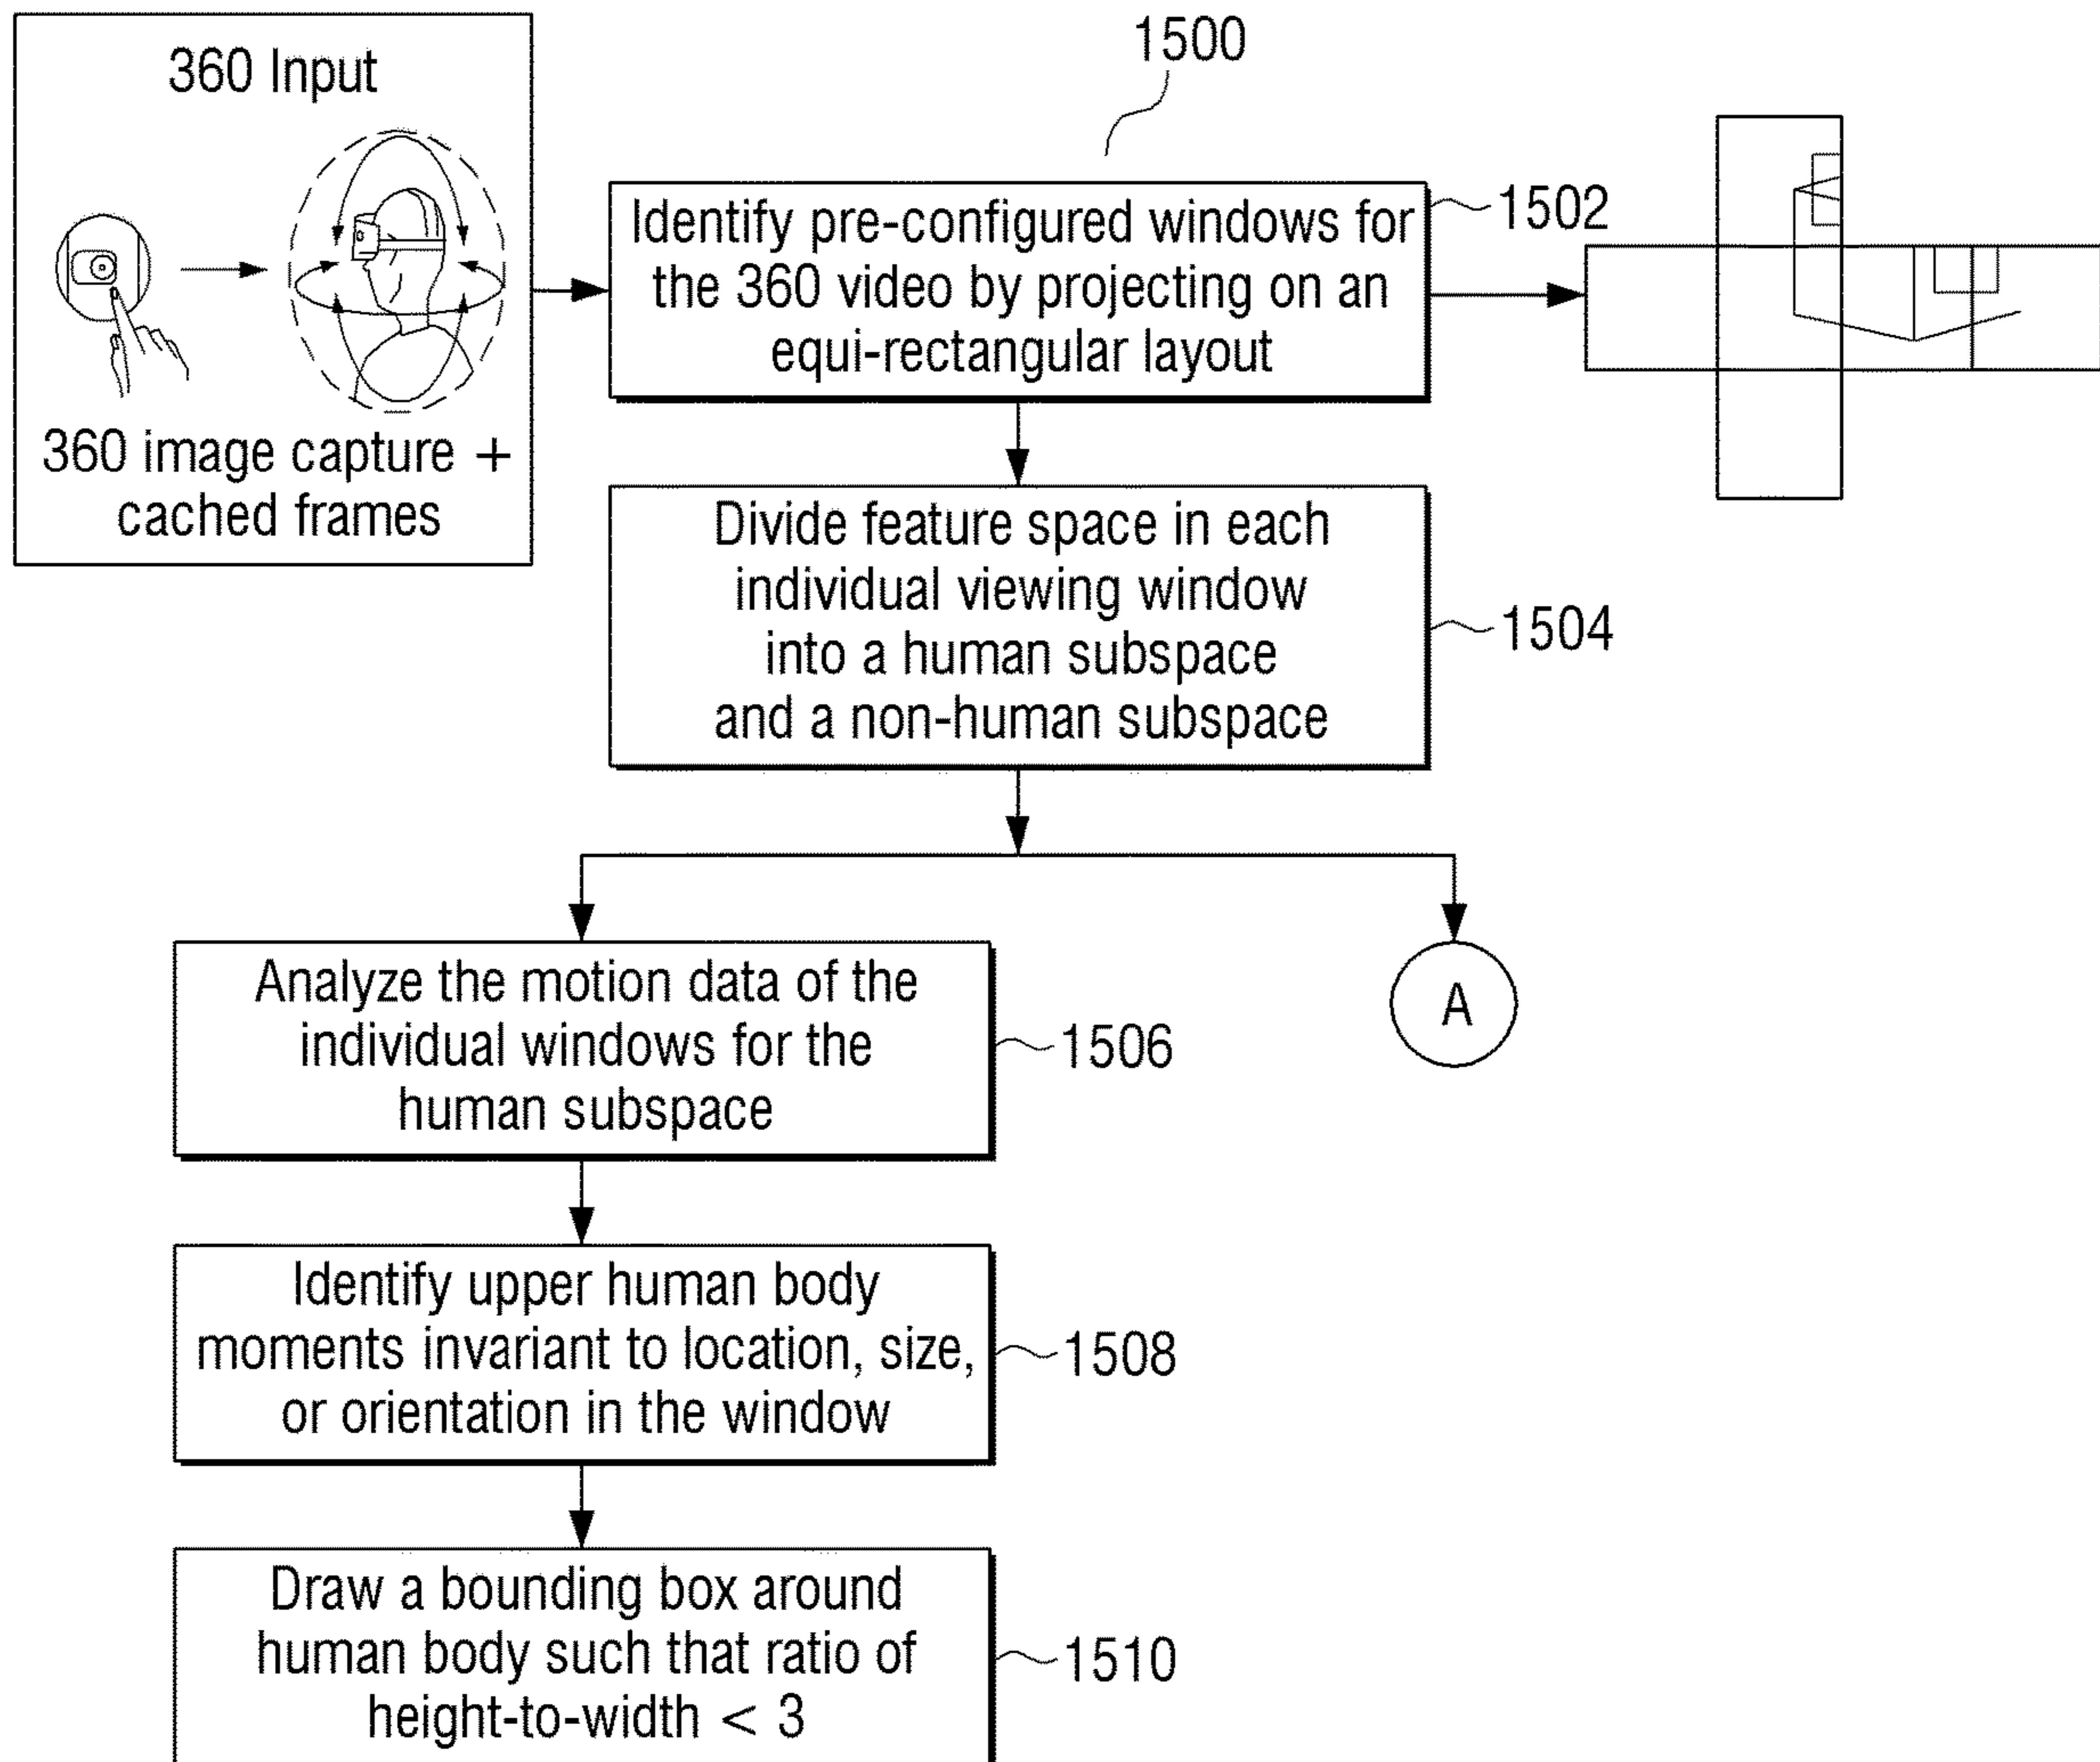 360 Input
360 image capture +
cached frames
1500
Identify pre-configured windows for
the 360 video by projecting on an
equi-rectangular layout
1502
Divide feature space in each
individual viewing window
into a human subspace
and a non-human subspace
1504
Analyze the motion data of the
individual windows for the
human subspace
1506
A
Identify upper human body
moments invariant to location, size,
or orientation in the window
1508
Draw a bounding box around
human body such that ratio of
height-to-width < 3
1510